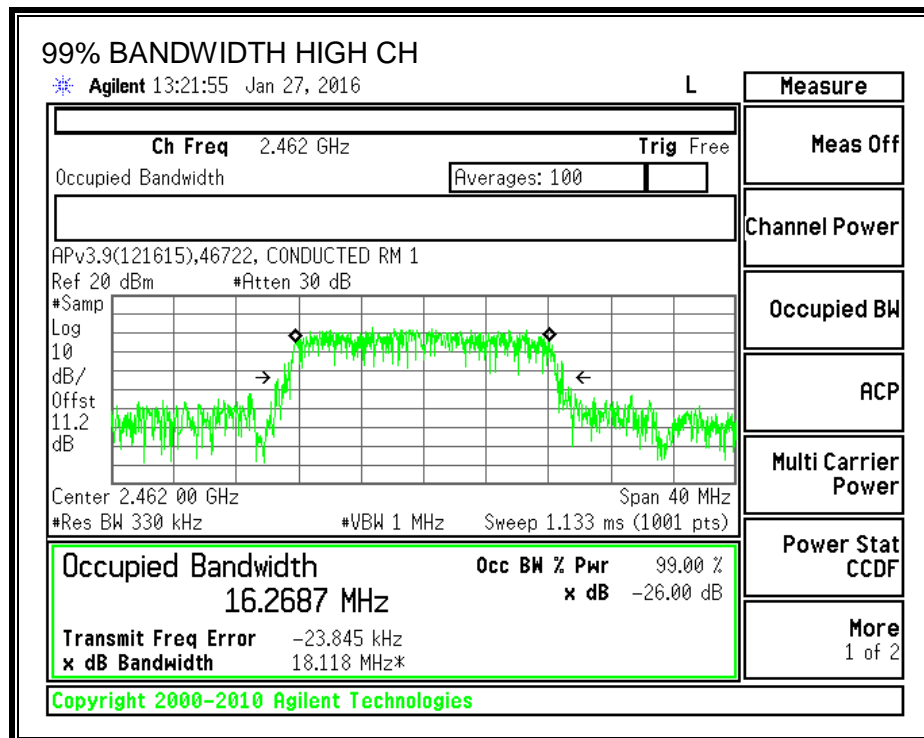 99% BANDWIDTH HIGH CH
Agilent 13:21:55 Jan 27, 2016 L
Measure
Ch Freq 2.462 GHz Trig Free
Meas Off
Occupied Bandwidth Averages: 100
Channel Power
APv3.9(121615),46722, CONDUCTED RM 1
Ref 20 dBm #Atten 30 dB
#Samp
Log
10
dB/
Offst
11.2
dB
Occupied BW
ACP
Center 2.462 00 GHz Span 40 MHz
#Res BW 330 kHz #VBW 1 MHz Sweep 1.133 ms (1001 pts)
Multi Carrier
Power
Occupied Bandwidth Occ BW % Pwr 99.00 %
16.2687 MHz x dB -26.00 dB
Power Stat
CCDF
Transmit Freq Error -23.845 kHz
x dB Bandwidth 18.118 MHz*
More
1 of 2
Copyright 2000-2010 Agilent Technologies